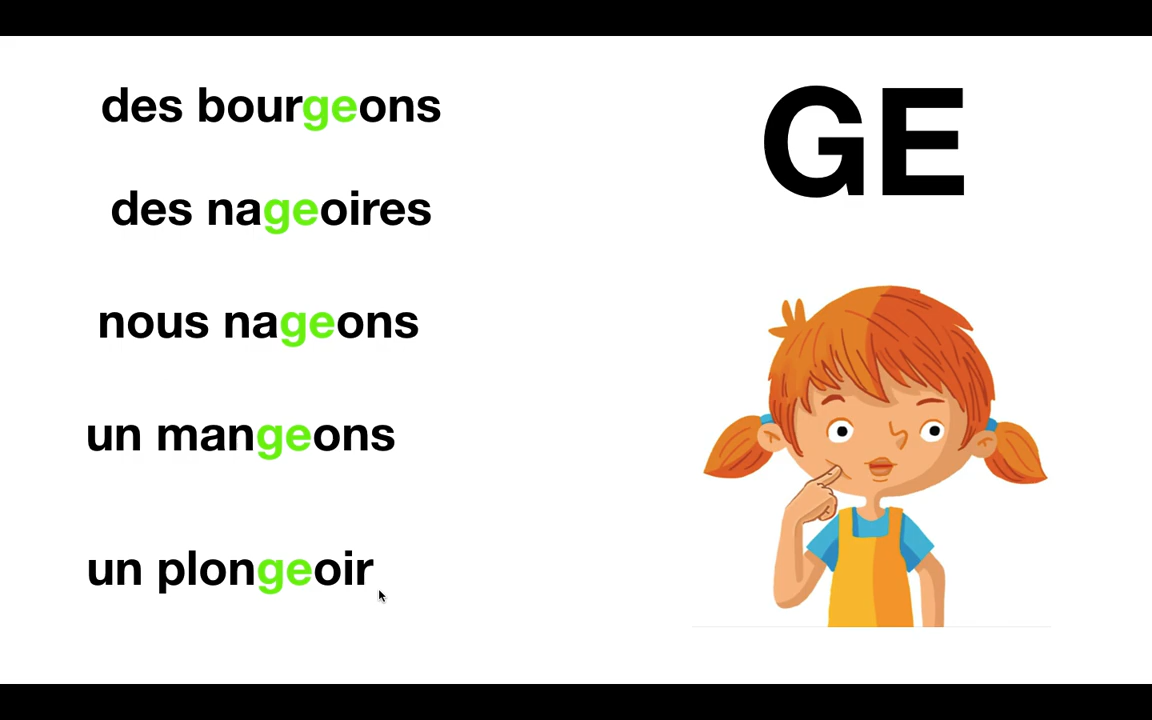 des bourgeons
des nageoires
nous nageons
un mangeons
un plongeoir
GE